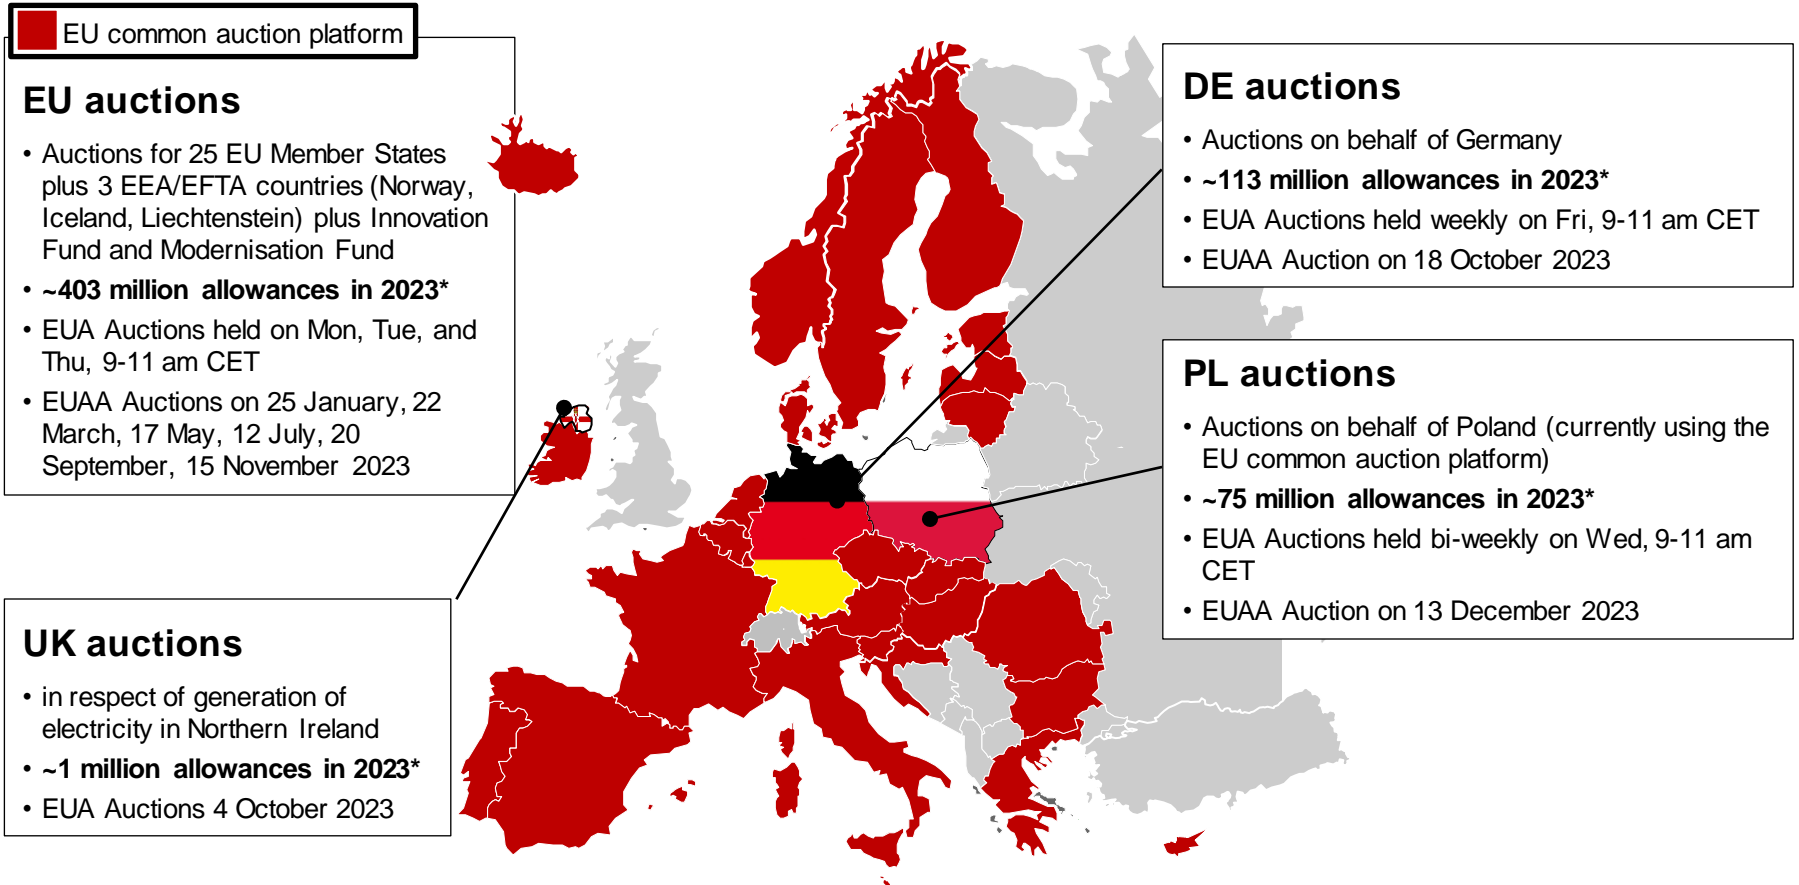 EU common auction platform
EU auctions
• Auctions for 25 EU Member States
plus 3 EEA/EFTA countries (Norway,
Iceland, Liechtenstein) plus Innovation
Fund and Modernisation Fund
• ~403 million allowances in 2023*
• EUA Auctions held on Mon, Tue, and
Thu, 9-11 am CET
• EUAA Auctions on 25 January, 22
March, 17 May, 12 July, 20
September, 15 November 2023
UK auctions
• in respect of generation of
electricity in Northern Ireland
• ~1 million allowances in 2023*
• EUA Auctions 4 October 2023
DE auctions
• Auctions on behalf of Germany
• ~113 million allowances in 2023*
• EUA Auctions held weekly on Fri, 9-11 am CET
• EUAA Auction on 18 October 2023
PL auctions
• Auctions on behalf of Poland (currently using the
EU common auction platform)
• ~75 million allowances in 2023*
• EUA Auctions held bi-weekly on Wed, 9-11 am
CET
• EUAA Auction on 13 December 2023